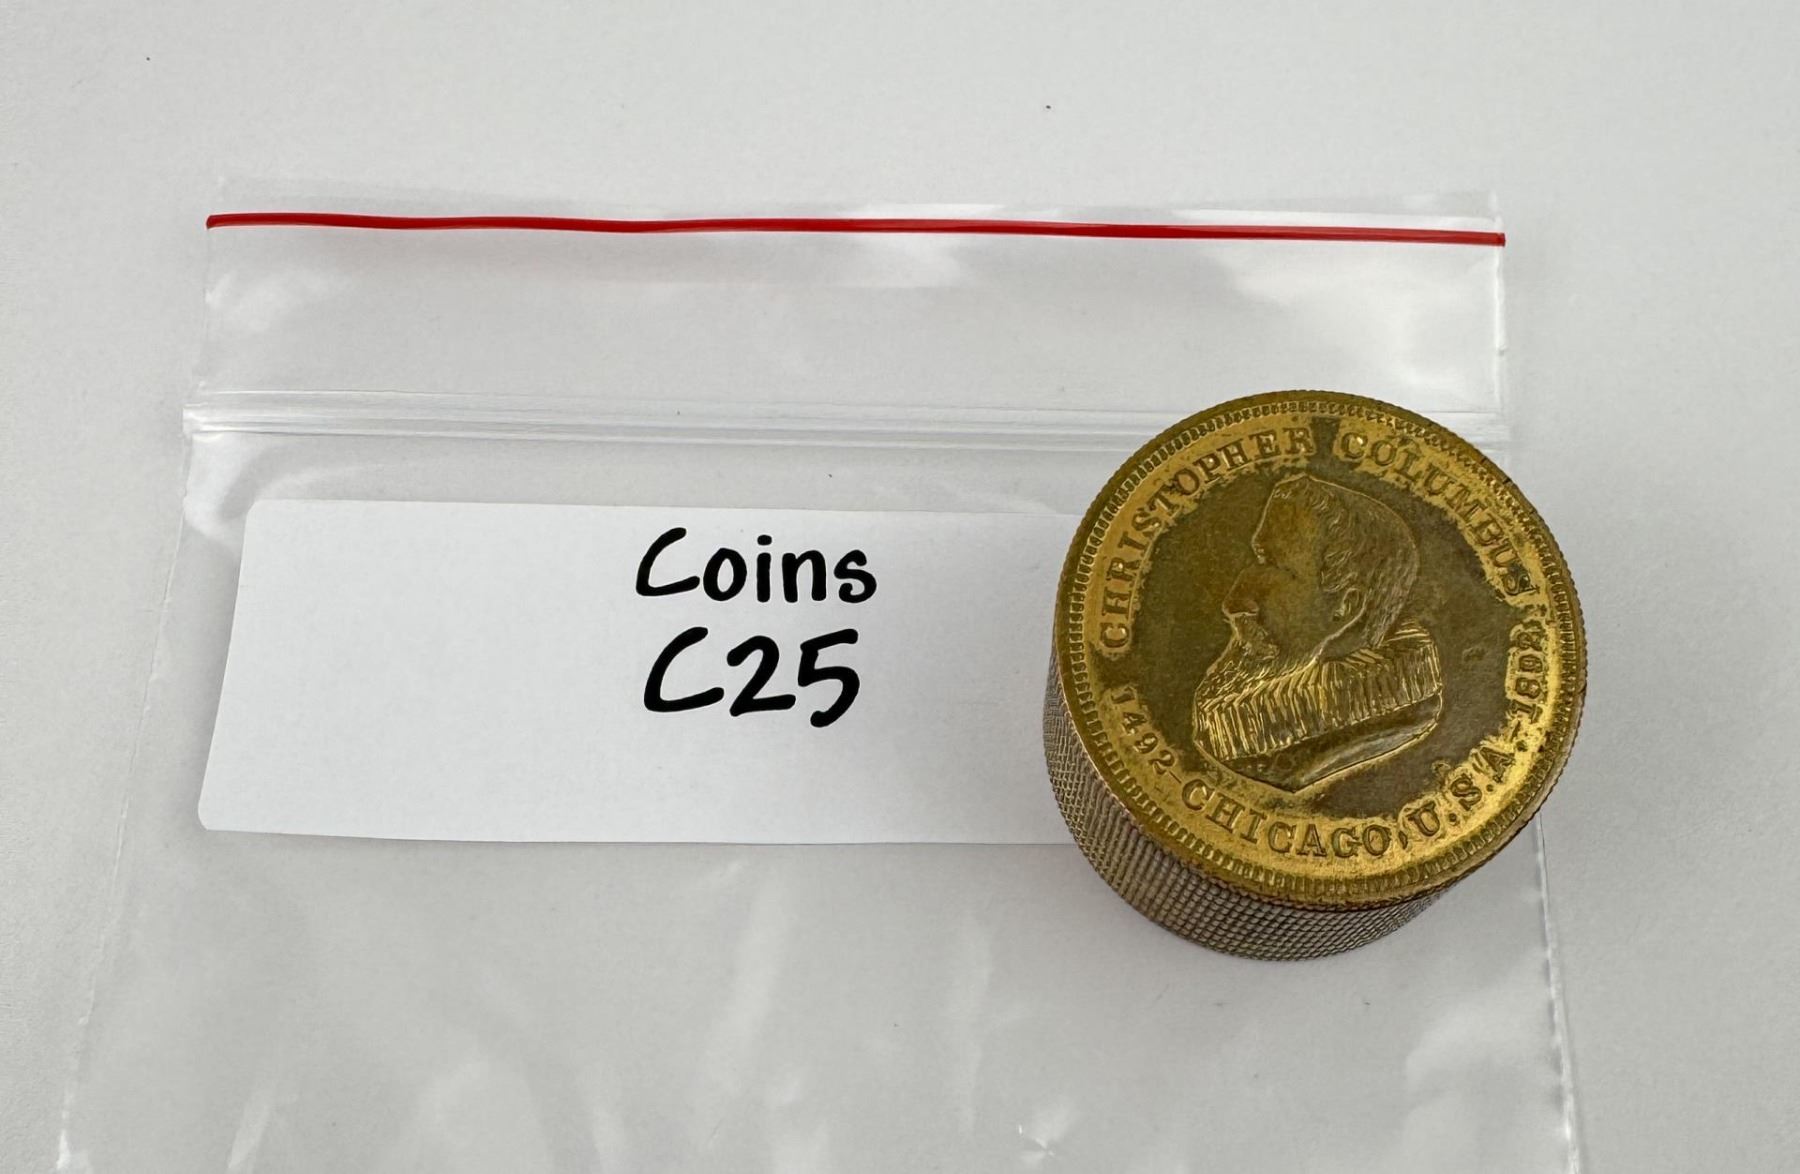 Coins
C25
CHRISTOPHER COLUMBUS
1492-CHICAGO, U.S.A.-1892